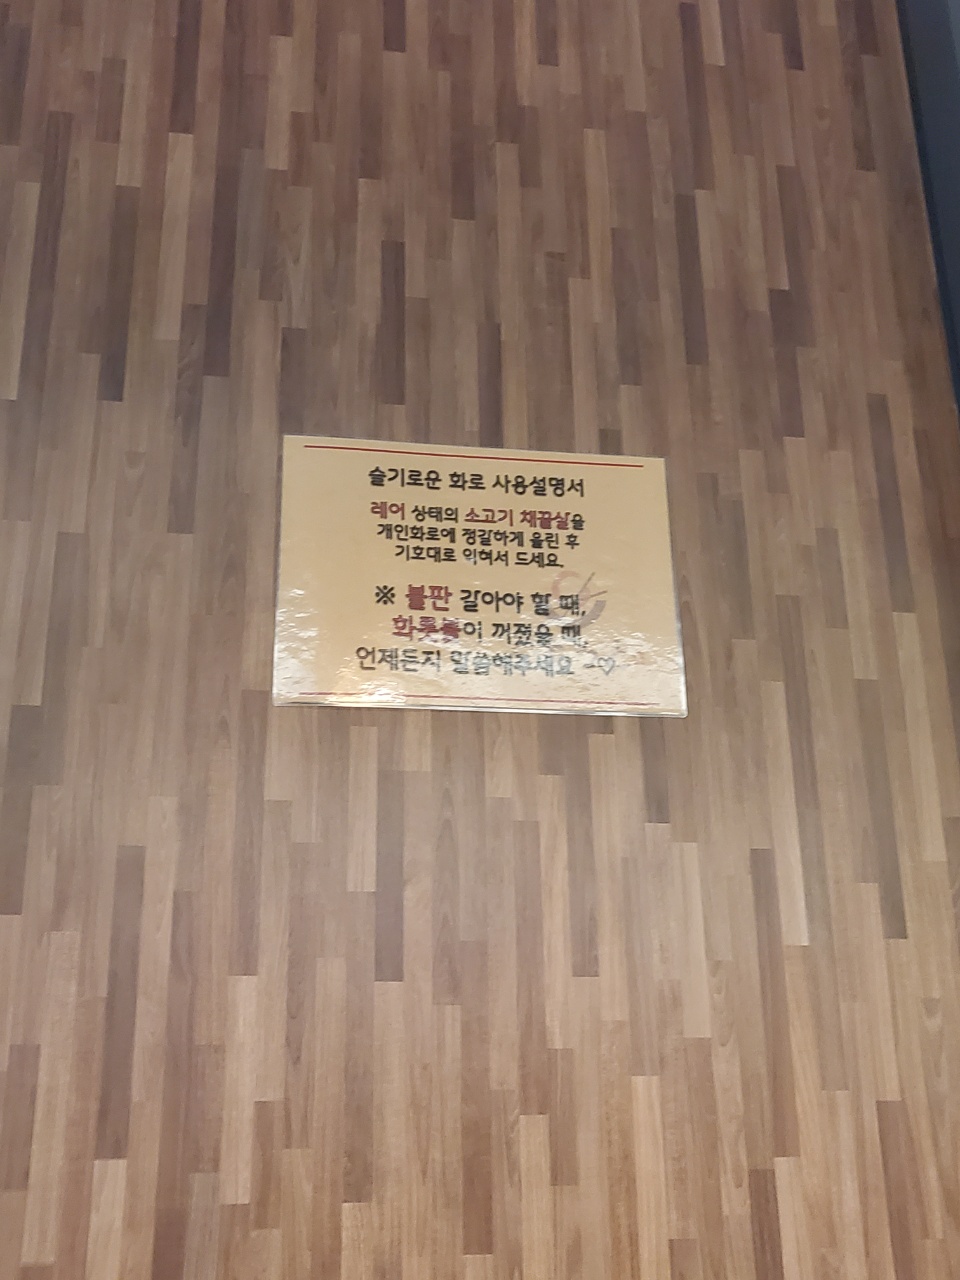 슬기로운 화로 사용설명서
레어 상태의 소고기 채끝살을
개인화로에 정갈하게 올린 후
기호대로 익혀서 드세요.
※ 불판 갈아야 할 때,
화롯불이 꺼졌을 때,
언제든지 말씀해주세요 ~♡